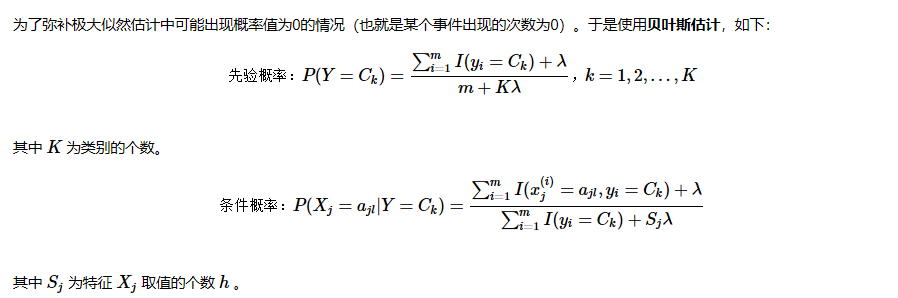 为了弥补极大似然估计中可能出现概率值为0的情况（也就是某个事件出现的次数为0）。于是使用贝叶斯估计，如下：
先验概率：$P(Y = C_k) = \frac{\sum_{i=1}^{m} I(y_i = C_k) + \lambda}{m + K\lambda}$，$k = 1, 2, \ldots, K$
其中 $K$ 为类别的个数。
条件概率：$P(X_j = a_{jl} | Y = C_k) = \frac{\sum_{i=1}^{m} I(x_j^{(i)} = a_{jl}, y_i = C_k) + \lambda}{\sum_{i=1}^{m} I(y_i = C_k) + S_j\lambda}$
其中 $S_j$ 为特征 $X_j$ 取值的个数 $h$ 。